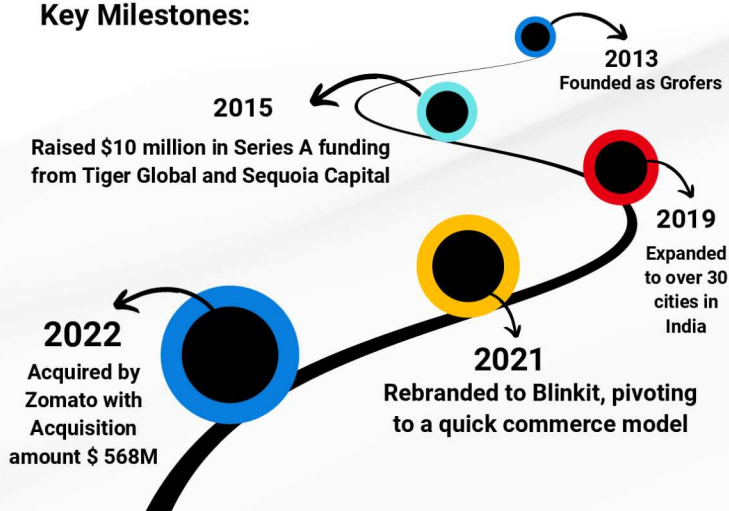 Key Milestones:
2013
Founded as Grofers
2015
Raised $10 million in Series A funding
from Tiger Global and Sequoia Capital
2019
Expanded
to over 30
cities in
India
2021
Rebranded to Blinkit, pivoting
to a quick commerce model
2022
Acquired by
Zomato with
Acquisition
amount $ 568M